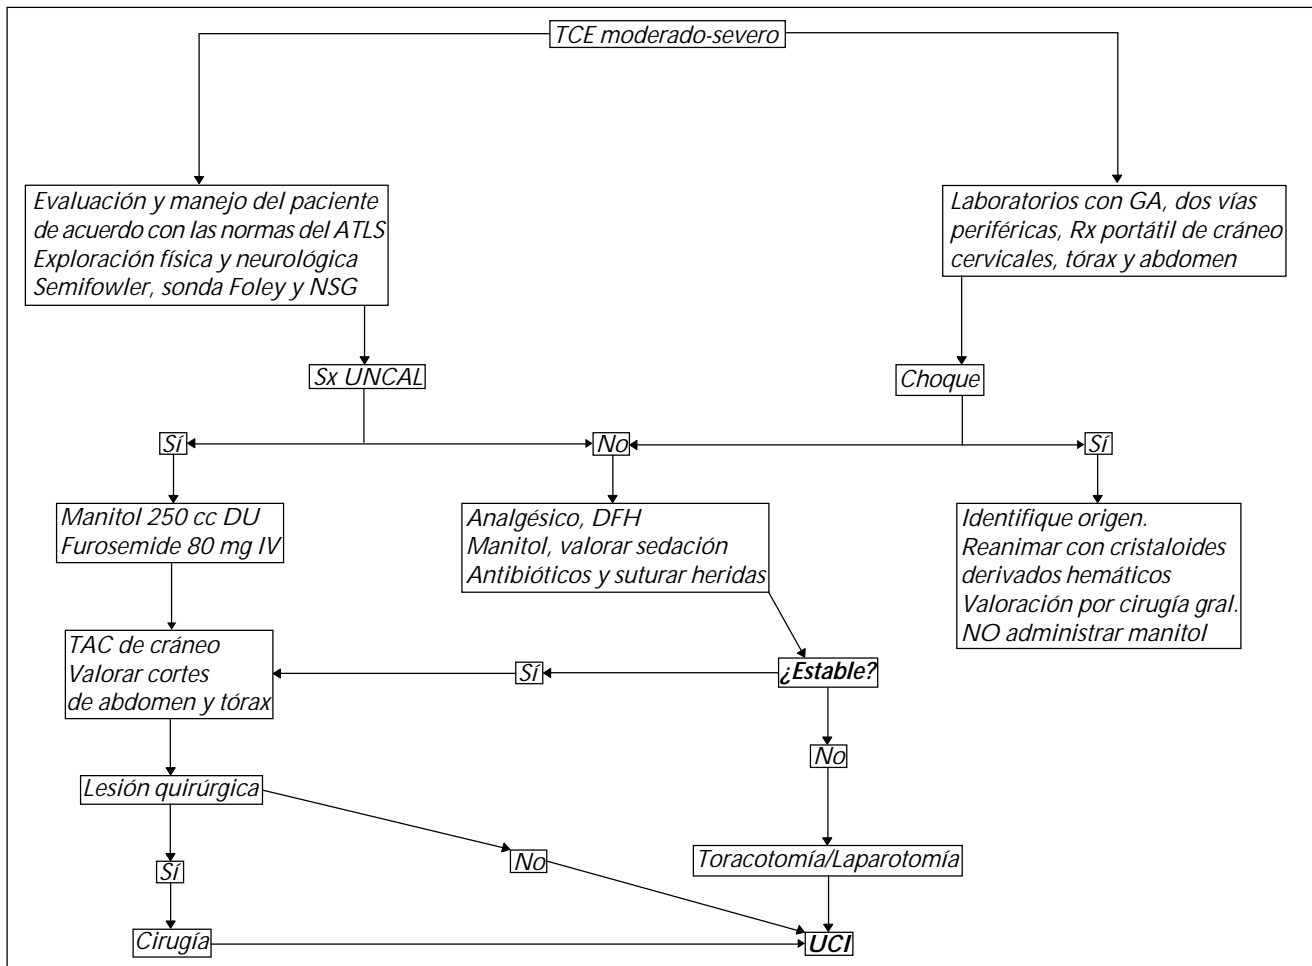 TCE moderado-severo
Evaluación y manejo del paciente
de acuerdo con las normas del ATLS
Exploración física y neurológica
Semifowler, sonda Foley y NSG
Laboratorios con GA, dos vías
periféricas, Rx portátil de cráneo
cervicales, tórax y abdomen
Sx UNCAL
Choque
Sí
No
Sí
Manitol 250 cc DU
Furosemide 80 mg IV
Analgésico, DFH
Manitol, valorar sedación
Antibióticos y suturar heridas
Identifique origen.
Reanimar con cristaloides
derivados hemáticos
Valoración por cirugía gral.
NO administrar manitol
TAC de cráneo
Valorar cortes
de abdomen y tórax
Sí
¿Estable?
No
Lesión quirúrgica
Sí
No
Toracotomía/Laparotomía
Cirugía
UCI